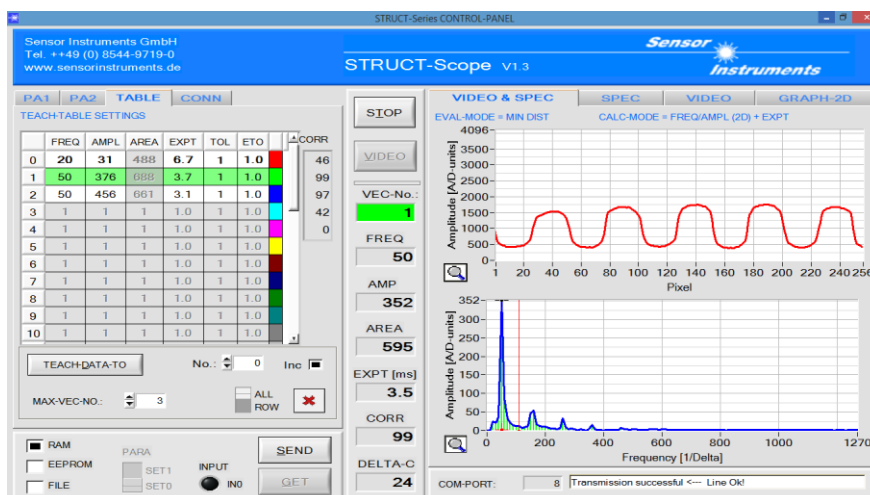 STRUCT-Series CONTROL-PANEL
Sensor Instruments GmbH
Tel. ++49 (0) 8544-9719-0
www.sensorinstruments.de
STRUCT-Scope V1.3
Sensor
Instruments
PA1 PA2 TABLE CONN
TEACH-TABLE SETTINGS
FREQ AMPL AREA EXPT TOL ETO CORR
0 20 31 488 6.7 1 1.0 46
1 50 376 688 3.7 1 1.0 99
2 50 456 661 3.1 1 1.0 97
3 1 1 1 1.0 1 1.0 42
4 1 1 1 1.0 1 1.0 0
5 1 1 1 1.0 1 1.0
6 1 1 1 1.0 1 1.0
7 1 1 1 1.0 1 1.0
8 1 1 1 1.0 1 1.0
9 1 1 1 1.0 1 1.0
10 1 1 1 1.0 1 1.0
TEACH-DATA-TO No.: 0 Inc
MAX-VEC-NO.: 3 ALL
ROW
RAM
EEPROM
FILE
PARA
SET1
SET0
INPUT
IN0
SEND
GET
STOP
VIDEO
VEC-No.:
1
FREQ
50
AMP
352
AREA
595
EXPT [ms]
3.5
CORR
99
DELTA-C
24
VIDEO & SPEC SPEC VIDEO GRAPH-2D
EVAL-MODE = MIN DIST CALC-MODE = FREQ/AMPL (2D) + EXPT
Amplitude [A/D-units]
4096
3500
3000
2500
2000
1500
1000
500
0
1 20 40 60 80 100 120 140 160 180 200 220 240 256
Pixel
Amplitude [A/D-units]
352
300
250
200
150
100
50
0
0 200 400 600 800 1000 1270
Frequency [1/Delta]
COM-PORT: 8 Transmission successful <--- Line Ok!